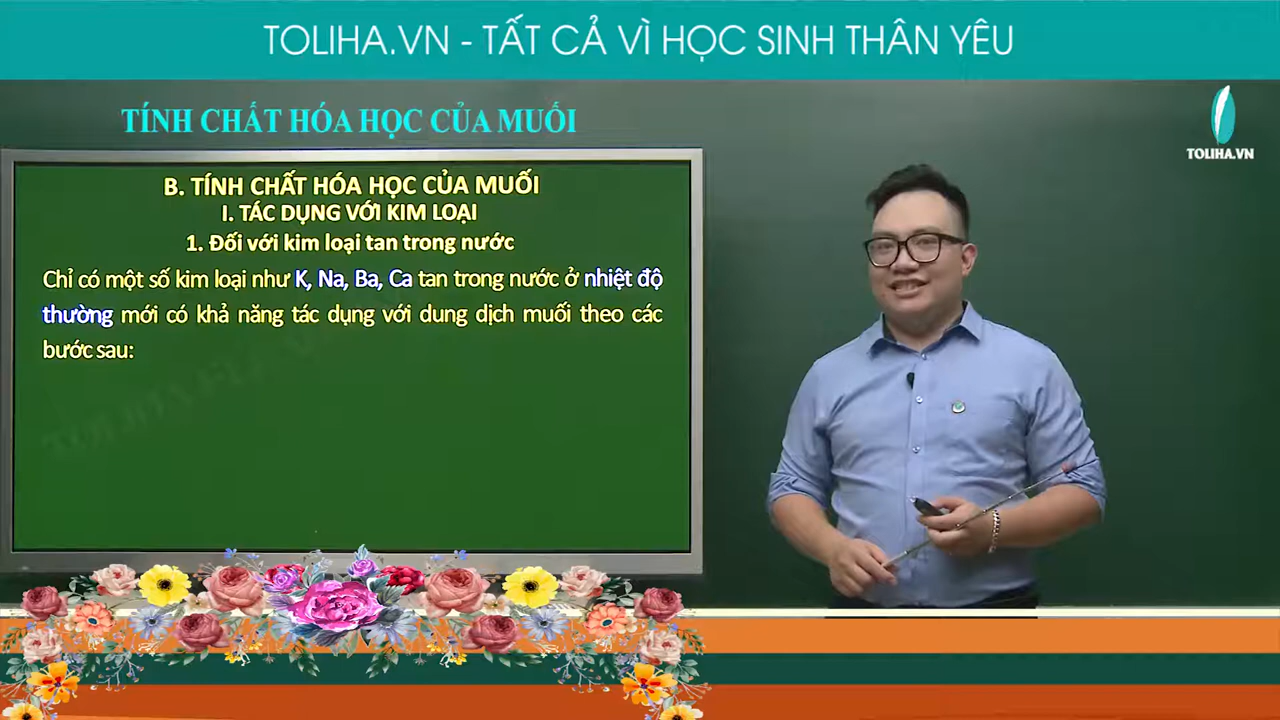 TOLIHA.VN - TẤT CẢ VÌ HỌC SINH THÂN YÊU
TÍNH CHẤT HÓA HỌC CỦA MUỐI
TOLIHA.VN
B. TÍNH CHẤT HÓA HỌC CỦA MUỐI
I. TÁC DỤNG VỚI KIM LOẠI
1. Đối với kim loại tan trong nước
Chỉ có một số kim loại như K, Na, Ba, Ca tan trong nước ở nhiệt độ
thường mới có khả năng tác dụng với dung dịch muối theo các
bước sau: